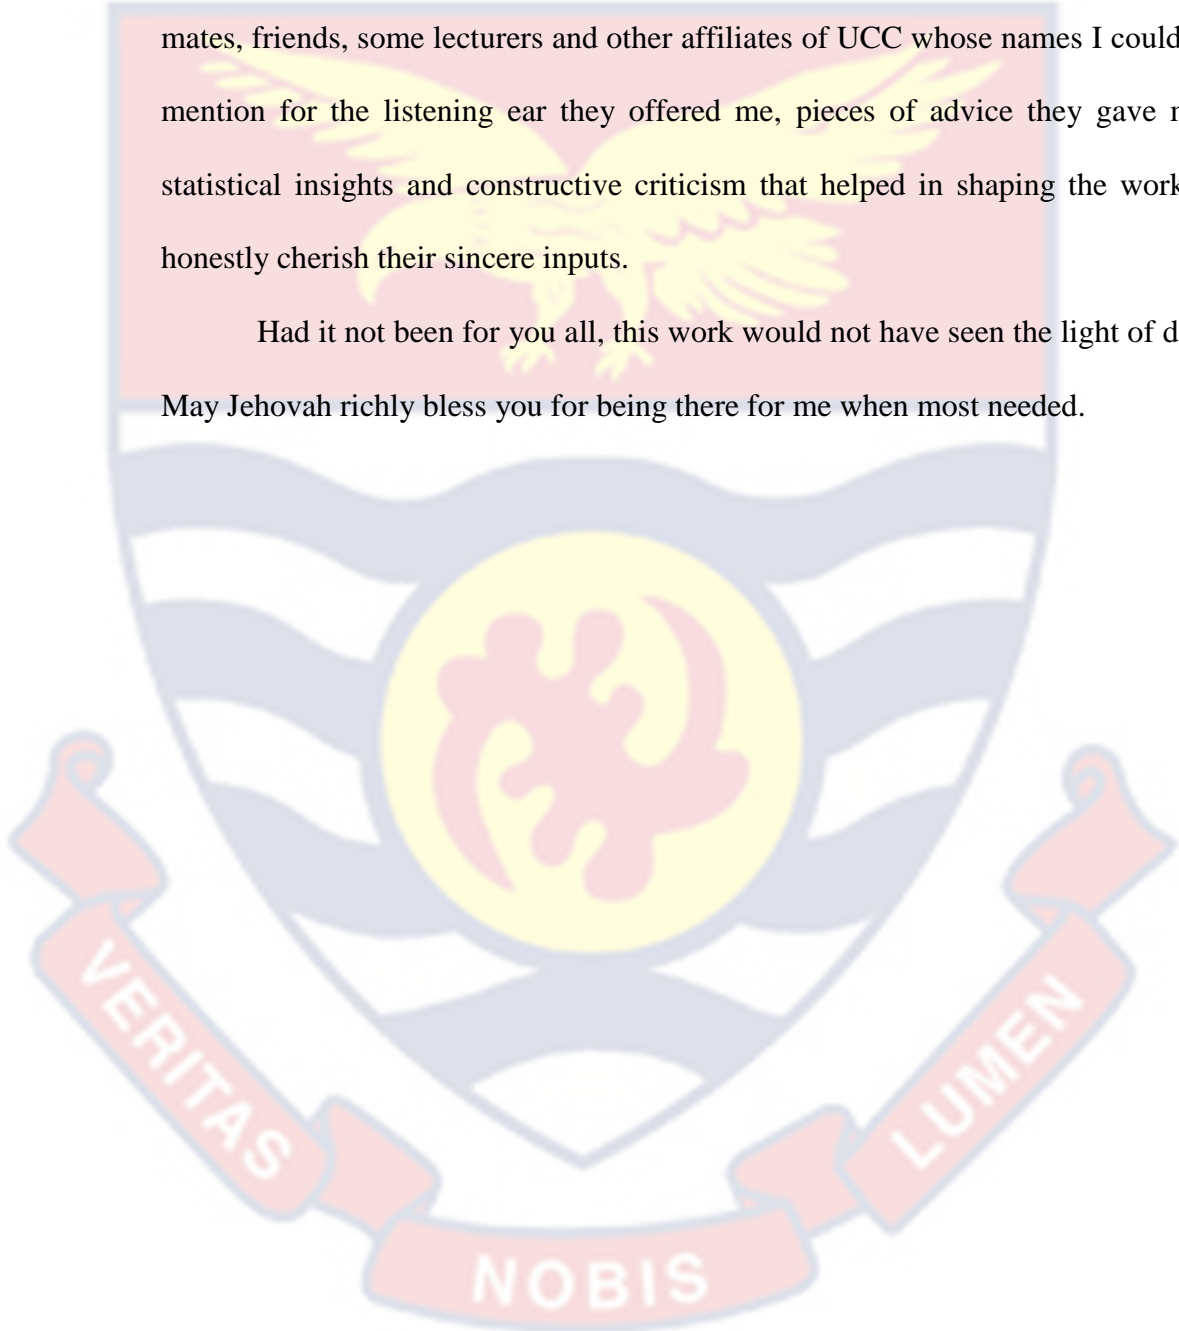 mates, friends, some lecturers and other affiliates of UCC whose names I could
mention for the listening ear they offered me, pieces of advice they gave
statistical insights and constructive criticism that helped in shaping the work
honestly cherish their sincere inputs.
Had it not been for you all, this work would not have seen the light of
May Jehovah richly bless you for being there for me when most needed.
VERITAS
NOBIS
LUMEN